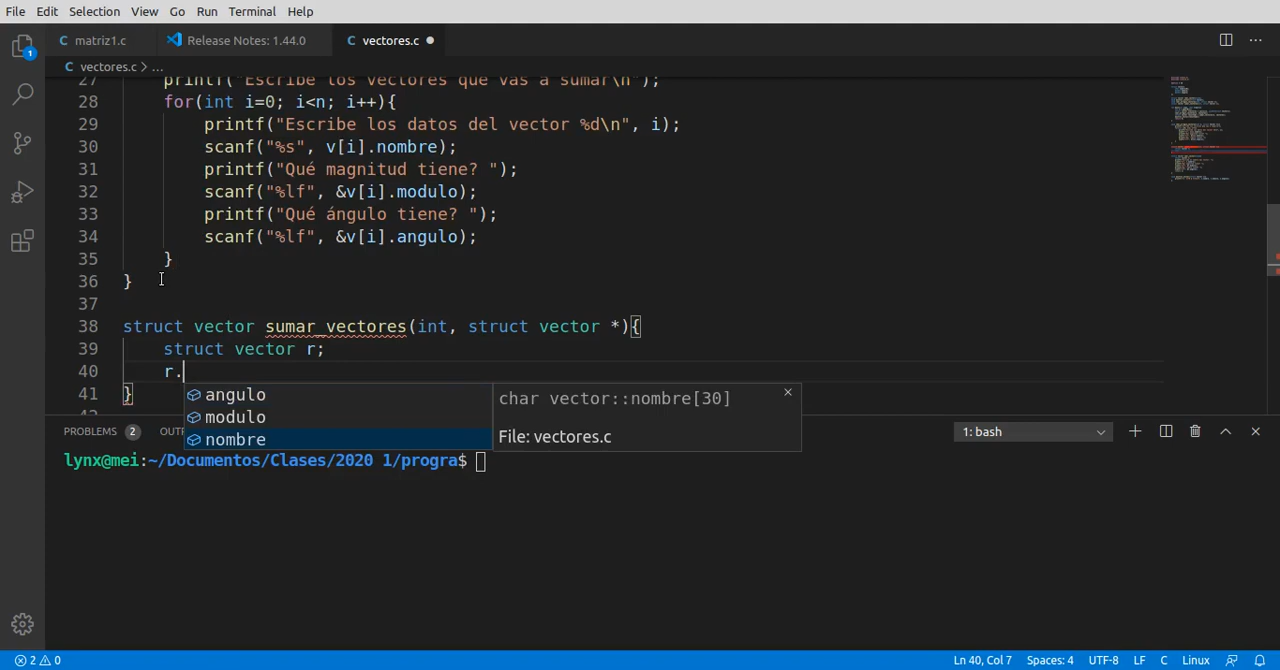 File Edit Selection View Go Run Terminal Help
C matriz1.c Release Notes: 1.44.0 C vectores.c
C vectores.c > ...
27 printf("Escribe los vectores que vas a sumar\n");
28 for(int i=0; i<n; i++){
29 printf("Escribe los datos del vector %d\n", i);
30 scanf("%s", v[i].nombre);
31 printf("Qué magnitud tiene? ");
32 scanf("%lf", &v[i].modulo);
33 printf("Qué ángulo tiene? ");
34 scanf("%lf", &v[i].angulo);
35 }
36 }
37
38 struct vector sumar_vectores(int, struct vector *){
39 struct vector r;
40 r.
41 }
angulo
modulo
nombre
char vector::nombre[30]
File: vectores.c
PROBLEMS 2 OUT 1: bash
lynx@mei:~/Documentos/Clases/2020 1/progra$
2 0 Ln 40, Col 7 Spaces: 4 UTF-8 LF C Linux
1